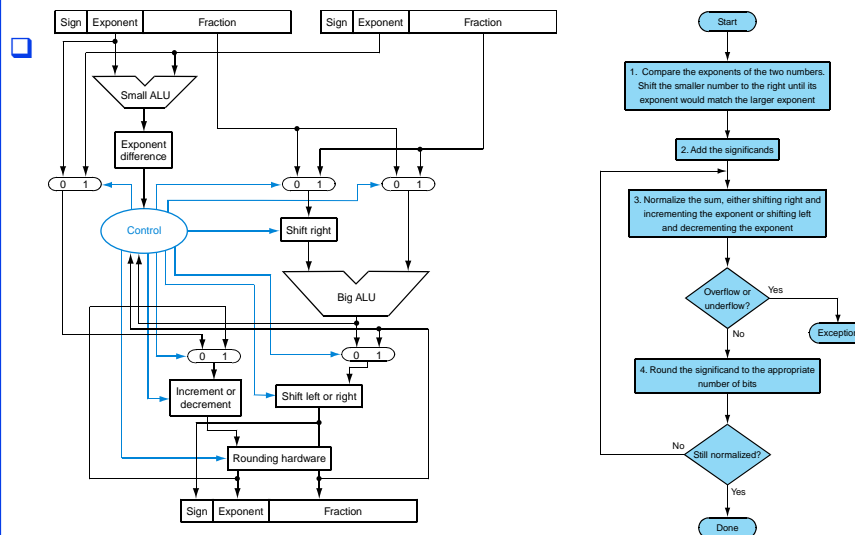 Sign Exponent Fraction
Sign Exponent Fraction
Small ALU
Exponent
difference
0 1
0 1
0 1
Control
Shift right
Big ALU
0 1
0 1
Increment or
decrement
Shift left or right
Rounding hardware
Sign Exponent Fraction
Start
1. Compare the exponents of the two numbers.
Shift the smaller number to the right until its
exponent would match the larger exponent
2. Add the significands
3. Normalize the sum, either shifting right and
incrementing the exponent or shifting left
and decrementing the exponent
Overflow or
underflow?
Yes
No
Exception
4. Round the significand to the appropriate
number of bits
Still normalized?
No
Yes
Done